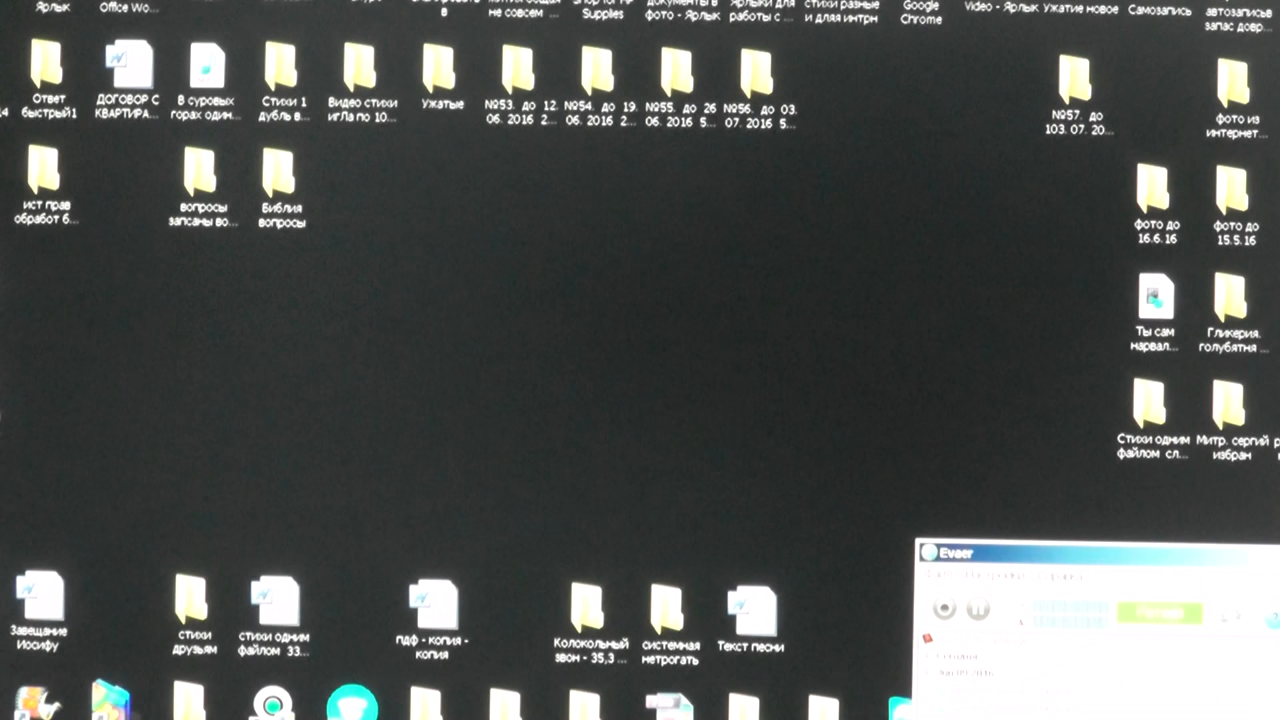 Ярлык
Office Wo...
не совсем ...
Supplies
фото - Ярлык
работы с ...
стихи разные
Google
Chrome
Video - Ярлык
Ужатие новое
Самозапись
автозаписьв
запас довр...
Ответ
быстрый1
ДОГОВОР С
КВАРТИРА...
В суровых
горах один...
Стихи 1
дубль в...
Видео стихи
игЛа по 10...
Ужатые
№53. до 12.
06. 2016 2...
№54. до 19.
06. 2016 2...
№55. до 26
06. 2016 5...
№56. до 03.
07. 2016 5...
№57. до
103. 07. 20...
фото из
интернет...
ист прав
обработ б...
вопросы
запсаны во...
Библия
вопросы
фото до
16.6.16
фото до
15.5.16
Ты сам
нарвал...
Гликерия.
голубятня ...
Стихи одним
файлом сл...
Митр. сергий
избран
Evaer
Завещание
Иосифу
стихи
друзьям
стихи одним
файлом 33...
пдф - копия -
копия
Колокольный
звон - 35,3 ...
системная
нетрогать
Текст песни